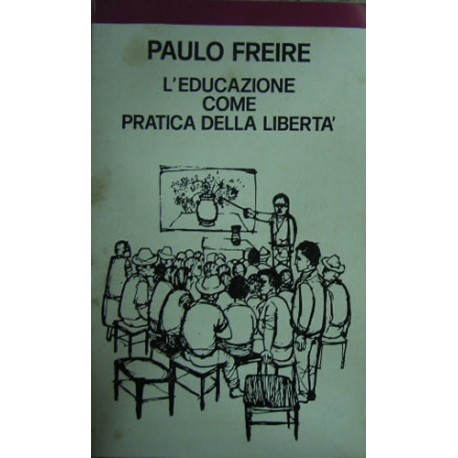 PAULO FREIRE
L'EDUCAZIONE
COME
PRATICA DELLA LIBERTA'